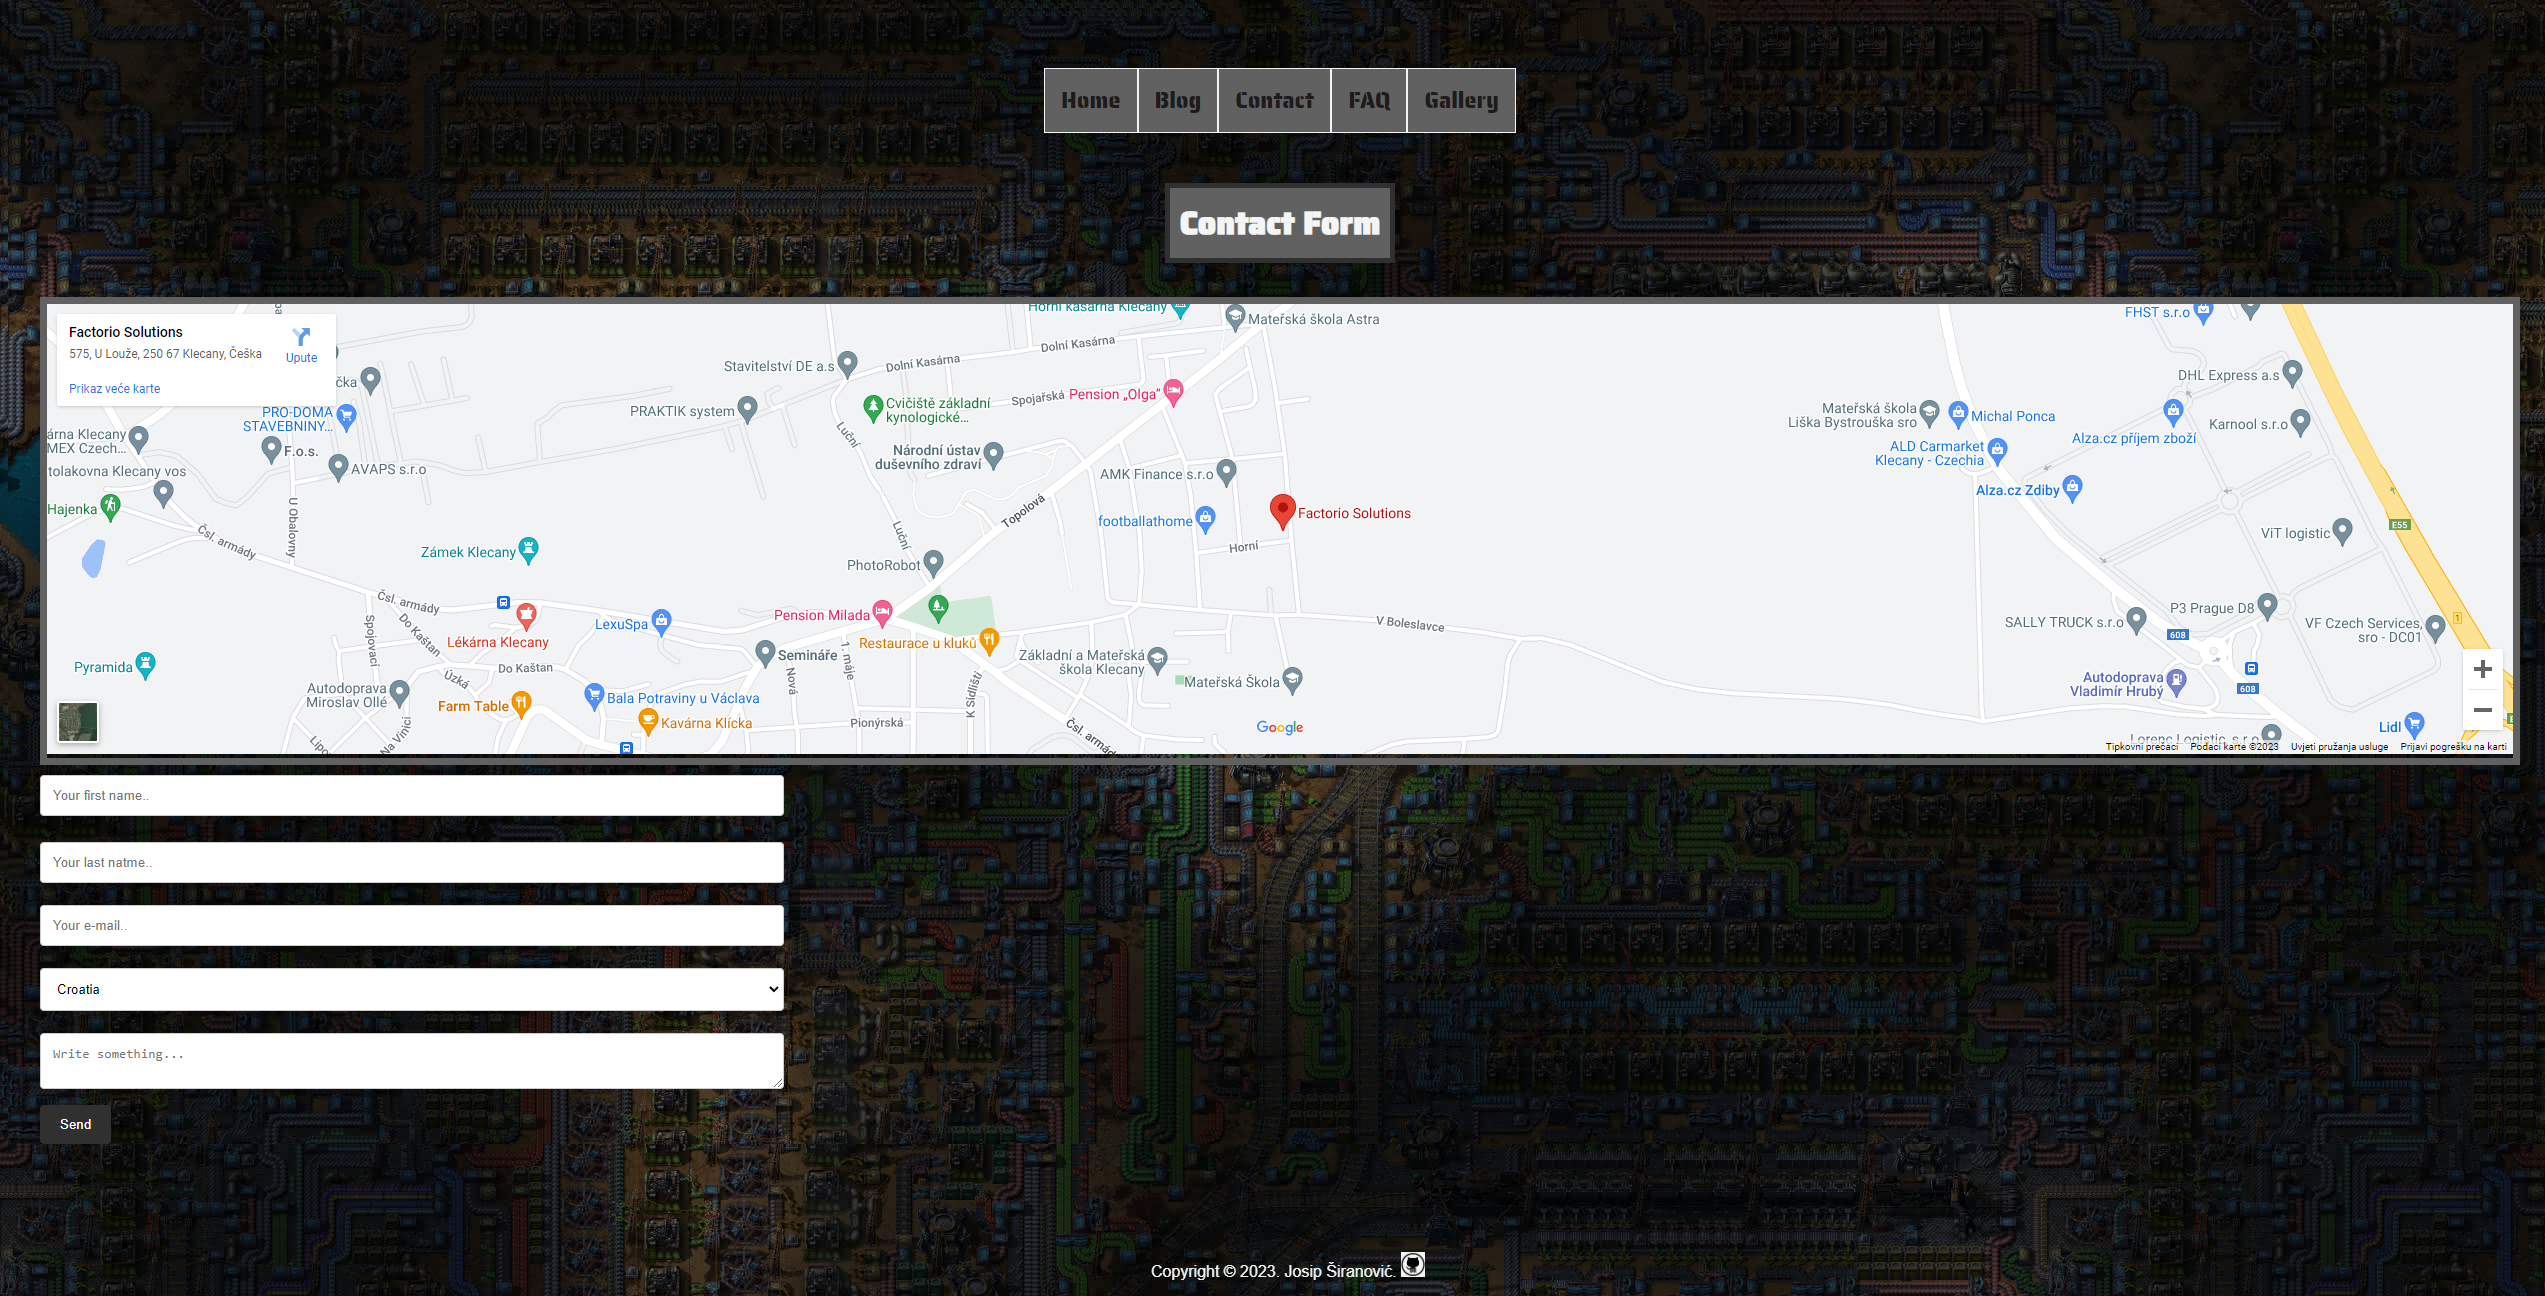 Home
Blog
Contact
FAQ
Gallery
Contact Form
Factorio Solutions
575, U Louže, 250 67 Klecany, Češka
Upute
Prikaz veće karte
Horní kasárna Klecany
Mateřská škola Astra
Dolní Kasárna
Dolní Kasárna
Stavitelství DE a.s
FHST s.r.o
DHL Express a.s
Spojařská
Pension „Olga“
Cvičiště základní
kynologické...
PRAKTIK system
PRO-DOMA
STAVEBNINY...
Mateřská škola
Liška Bystrouška sro
Michal Ponca
Alza.cz příjem zboží
Karnool s.r.o
árna Klecany
MEX Czech...
F.o.s.
AVAPS s.r.o
tolakovna Klecany vos
Luční
Národní ústav
duševního zdraví
AMK Finance s.r.o
ALD Carmarket
Klecany - Czechia
Alza.cz Zdiby
Hajenka
U Obalovny
Čsl. armády
Topolová
footballathome
Factorio Solutions
E55
ViT logistic
Luční
Horní
Zámek Klecany
PhotoRobot
Čsl. armády
Do Kaštan
Spojovací
Lékárna Klecany
LexuSpa
Pension Milada
Restaurace u kluků
V Boleslavce
P3 Prague D8
SALLY TRUCK s.r.o
608
1
VF Czech Services,
sro - DC01
Pyramida
Semináře
1. máje
Základní a Mateřská
škola Klecany
Mateřská Škola
Do Kaštan
Úzká
Nová
K Sídlišti
Autodoprava
Miroslav Ollé
Farm Table
Bala Potraviny u Václava
Kavárna Klícka
Pionýrská
Na Vinici
Čsl. armády
Autodoprava
Vladimír Hrubý
608
Lidl
Lorenc Logistic, s.r.o
Google
Tipkovni prečaci
Podaci karte ©2023
Uvjeti pružanja usluge
Prijavi pogrešku na karti
Your first name..
Your last natme..
Your e-mail..
Croatia
Write something...
Send
Copyright © 2023. Josip Širanović.